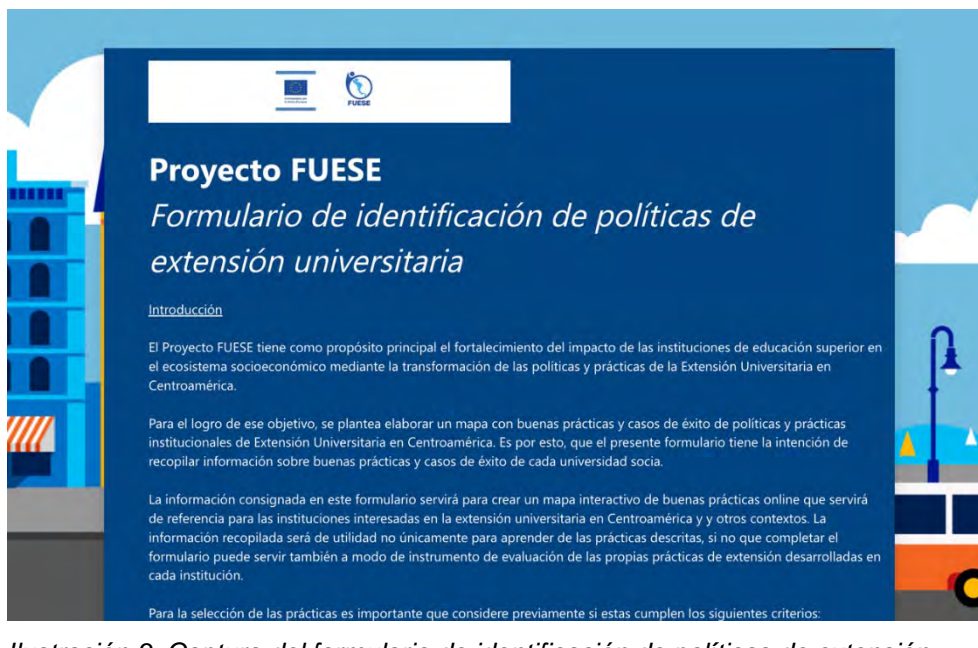 FUESE
Proyecto FUESE
Formulario de identificación de políticas de
extensión universitaria
Introducción
El Proyecto FUESE tiene como propósito principal el fortalecimiento del impacto de las instituciones de educación superior en
el ecosistema socioeconómico mediante la transformación de las políticas y prácticas de la Extensión Universitaria en
Centroamérica.
Para el logro de ese objetivo, se plantea elaborar un mapa con buenas prácticas y casos de éxito de políticas y prácticas
institucionales de Extensión Universitaria en Centroamérica. Es por esto, que el presente formulario tiene la intención de
recopilar información sobre buenas prácticas y casos de éxito de cada universidad socia.
La información consignada en este formulario servirá para crear un mapa interactivo de buenas prácticas online que servirá
de referencia para las instituciones interesadas en la extensión universitaria en Centroamérica y y otros contextos. La
información recopilada será de utilidad no únicamente para aprender de las prácticas descritas, si no que completar el
formulario puede servir también a modo de instrumento de evaluación de las propias prácticas de extensión desarrolladas en
cada institución.
Para la selección de las prácticas es importante que considere previamente si estas cumplen los siguientes criterios: